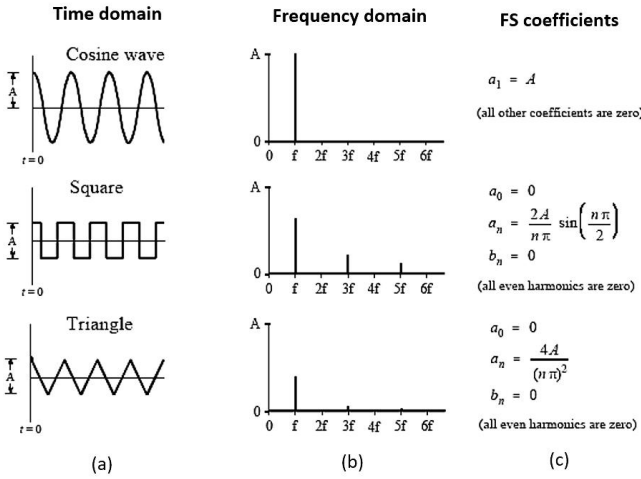 Time domain
Frequency domain
FS coefficients
Cosine wave
A
t = 0
A
0
0 f 2f 3f 4f 5f 6f
a₁ = A
(all other coefficients are zero)
Square
A
t = 0
A
0
0 f 2f 3f 4f 5f 6f
a₀ = 0
aₙ = 2A/nπ sin(nπ/2)
bₙ = 0
(all even harmonics are zero)
Triangle
A
t = 0
A
0
0 f 2f 3f 4f 5f 6f
a₀ = 0
aₙ = 4A/(nπ)²
bₙ = 0
(all even harmonics are zero)
(a)
(b)
(c)